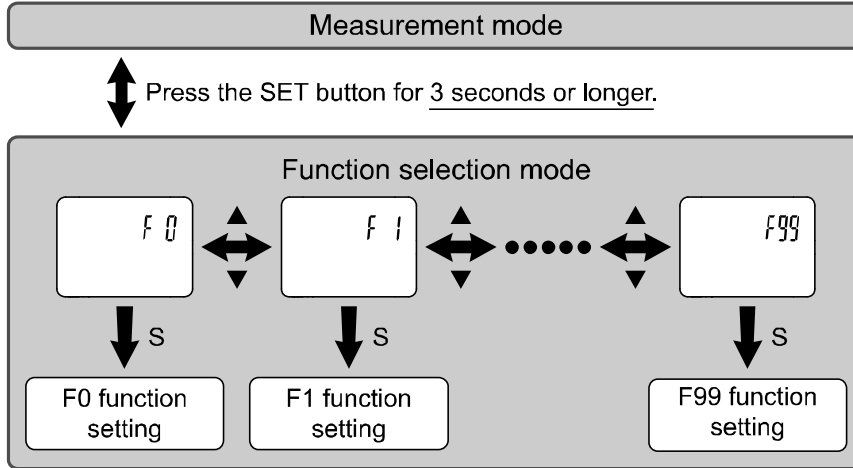 Measurement mode
Press the SET button for 3 seconds or longer.
Function selection mode
F 0
F 1
F99
S
S
S
F0 function
setting
F1 function
setting
F99 function
setting